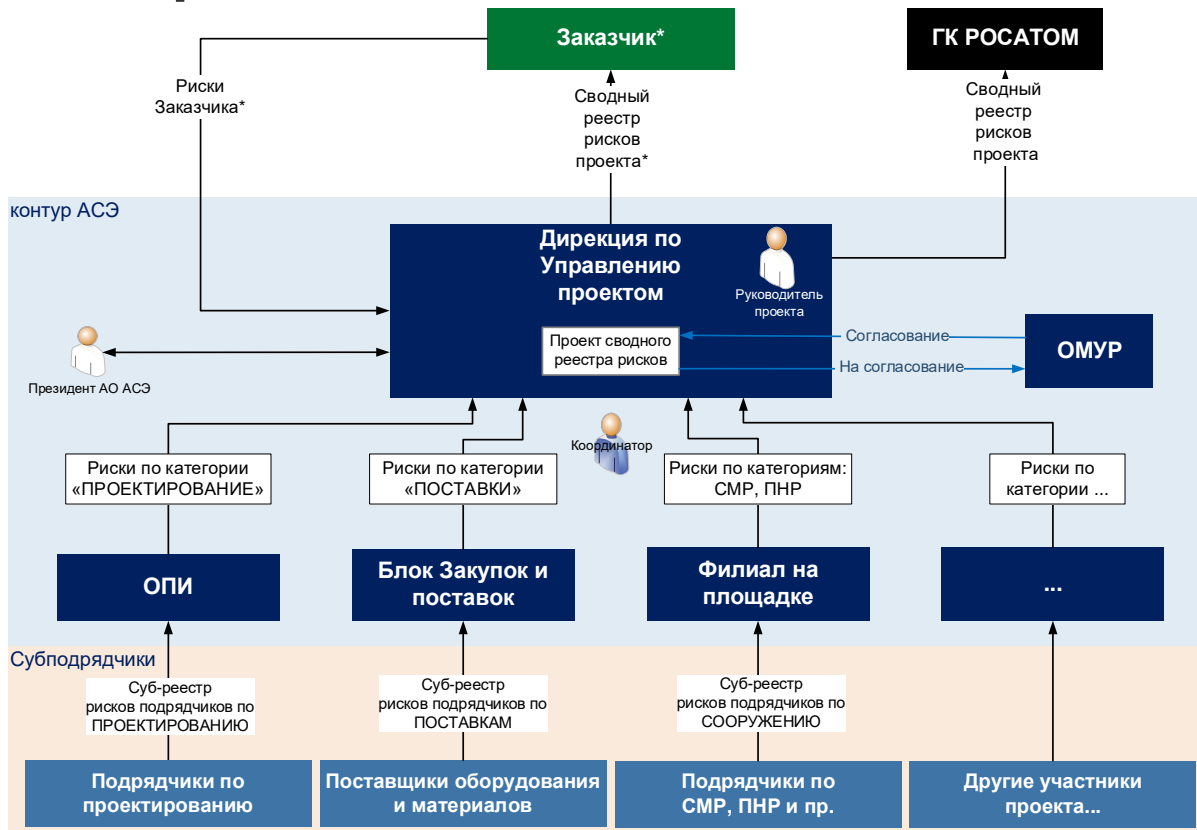 Заказчик*
ГК РОСАТОМ
Риски
Заказчика*
Сводный
реестр
рисков
проекта*
Сводный
реестр
рисков
проекта
контур АСЭ
Дирекция по
Управлению
проектом
Руководитель
проекта
Проект сводного
реестра рисков
Согласование
На согласование
ОМУР
Президент АО АСЭ
Координатор
Риски по категории
«ПРОЕКТИРОВАНИЕ»
Риски по категории
«ПОСТАВКИ»
Риски по категориям:
СМР, ПНР
Риски по
категории ...
ОПИ
Блок Закупок и
поставок
Филиал на
площадке
...
Субподрядчики
Суб-реестр
рисков подрядчиков по
ПРОЕКТИРОВАНИЮ
Суб-реестр
рисков подрядчиков по
ПОСТАВКАМ
Суб-реестр
рисков подрядчиков по
СООРУЖЕНИЮ
Подрядчики по
проектированию
Поставщики оборудования
и материалов
Подрядчики по
СМР, ПНР и пр.
Другие участники
проекта...